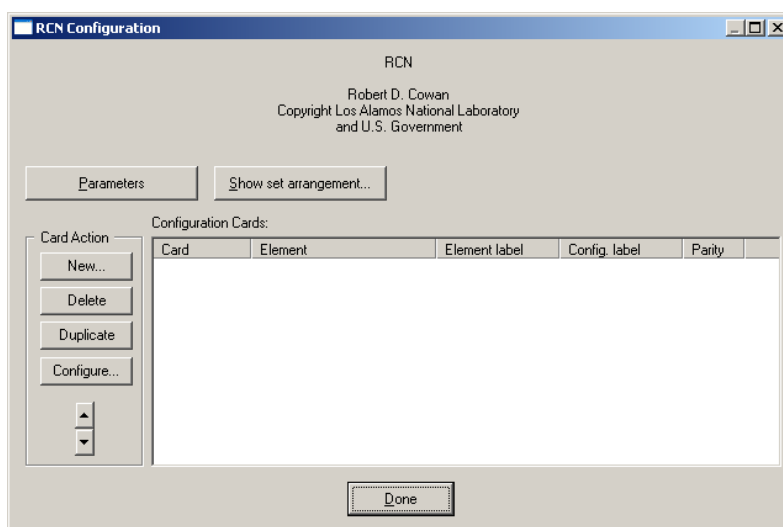 RCN Configuration
RCN
Robert D. Cowan
Copyright Los Alamos National Laboratory
and U.S. Government
Parameters
Show set arrangement...
Configuration Cards:
Card Action
Card Element Element label Config. label Parity
New...
Delete
Duplicate
Configure...
Done